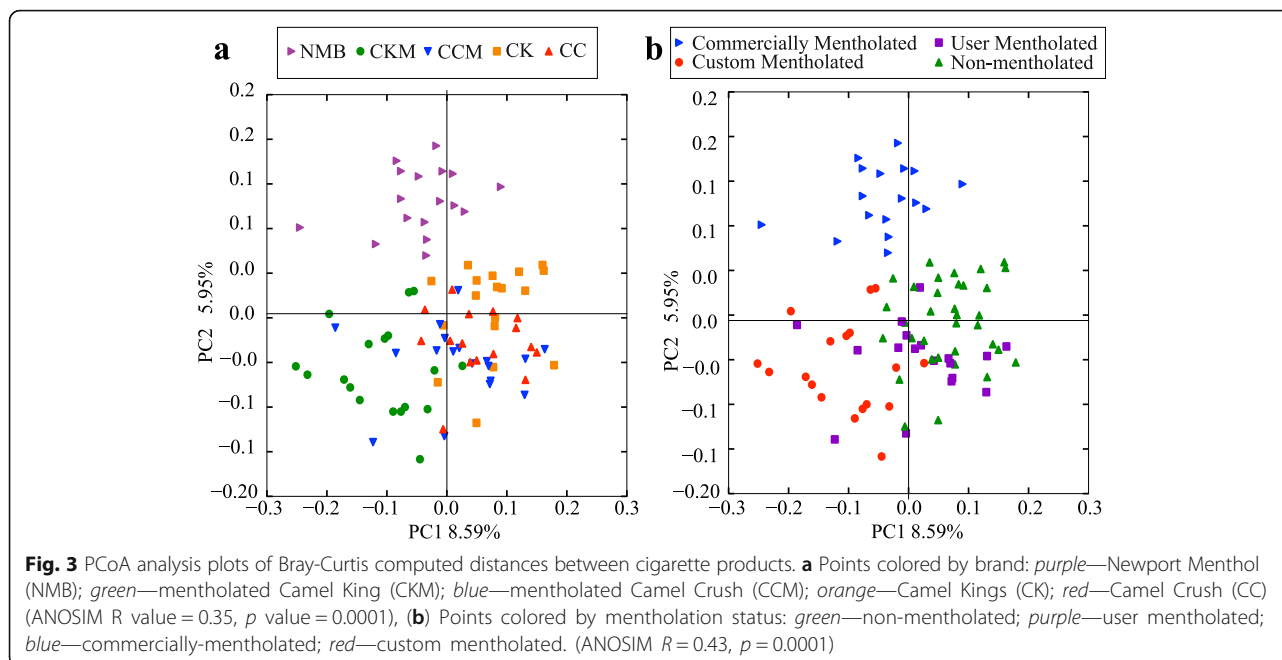 a
NMB CKM CCM CK CC
0.2
0.2
0.1
0.1
0.0
0.0
−0.0
−0.1
−0.1
−0.20
PC2 5.95%
−0.3 −0.2 −0.1 0.0 0.1 0.2 0.3
PC1 8.59%
b
Commercially Mentholated User Mentholated
Custom Mentholated Non-mentholated
0.2
0.2
0.1
0.1
0.0
0.0
−0.0
−0.1
−0.1
−0.20
PC2 5.95%
−0.3 −0.2 −0.1 0.0 0.1 0.2 0.3
PC1 8.59%
Fig. 3 PCoA analysis plots of Bray-Curtis computed distances between cigarette products. a Points colored by brand: purple—Newport Menthol
(NMB); green—mentholated Camel King (CKM); blue—mentholated Camel Crush (CCM); orange—Camel Kings (CK); red—Camel Crush (CC)
(ANOSIM R value = 0.35, p value = 0.0001), (b) Points colored by mentholation status: green—non-mentholated; purple—user mentholated;
blue—commercially-mentholated; red—custom mentholated. (ANOSIM R = 0.43, p = 0.0001)